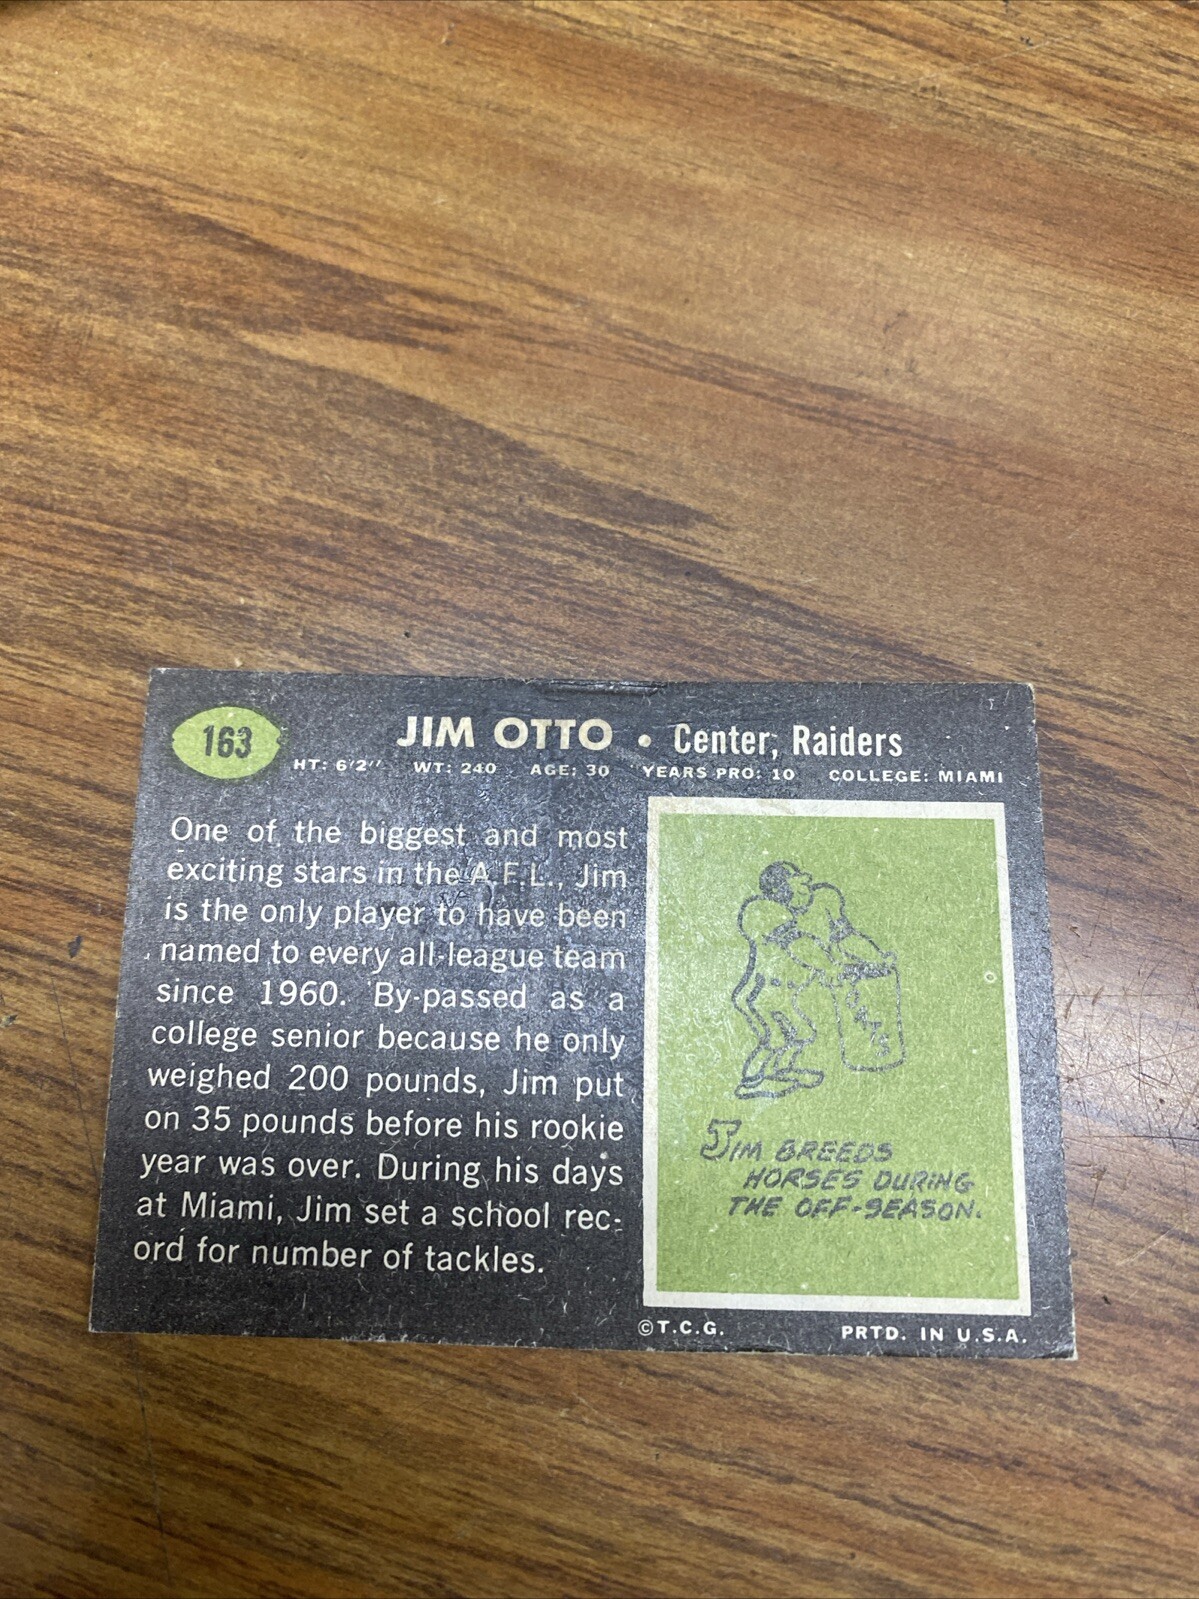 163
JIM OTTO • Center, Raiders
HT: 6'2" WT: 240 AGE: 30 YEARS PRO: 10 COLLEGE: MIAMI
One of the biggest and most
exciting stars in the A.F.L., Jim
is the only player to have been
named to every all-league team
since 1960. By-passed as a
college senior because he only
weighed 200 pounds, Jim put
on 35 pounds before his rookie
year was over. During his days
at Miami, Jim set a school rec-
ord for number of tackles.
JIM BREEDS
HORSES DURING
THE OFF-SEASON.
©T.C.G. PRTD. IN U.S.A.